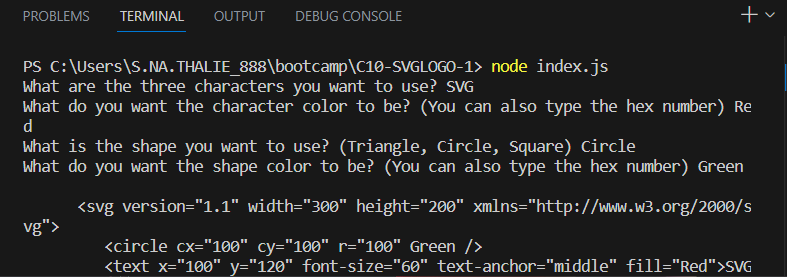 PROBLEMS TERMINAL OUTPUT DEBUG CONSOLE
PS C:\Users\S.NA.THALIE_888\bootcamp\C10-SVGLOGO-1> node index.js
What are the three characters you want to use? SVG
What do you want the character color to be? (You can also type the hex number) Re
d
What is the shape you want to use? (Triangle, Circle, Square) Circle
What do you want the shape color to be? (You can also type the hex number) Green
<svg version="1.1" width="300" height="200" xmlns="http://www.w3.org/2000/s
vg">
<circle cx="100" cy="100" r="100" Green />
<text x="100" y="120" font-size="60" text-anchor="middle" fill="Red">SVG